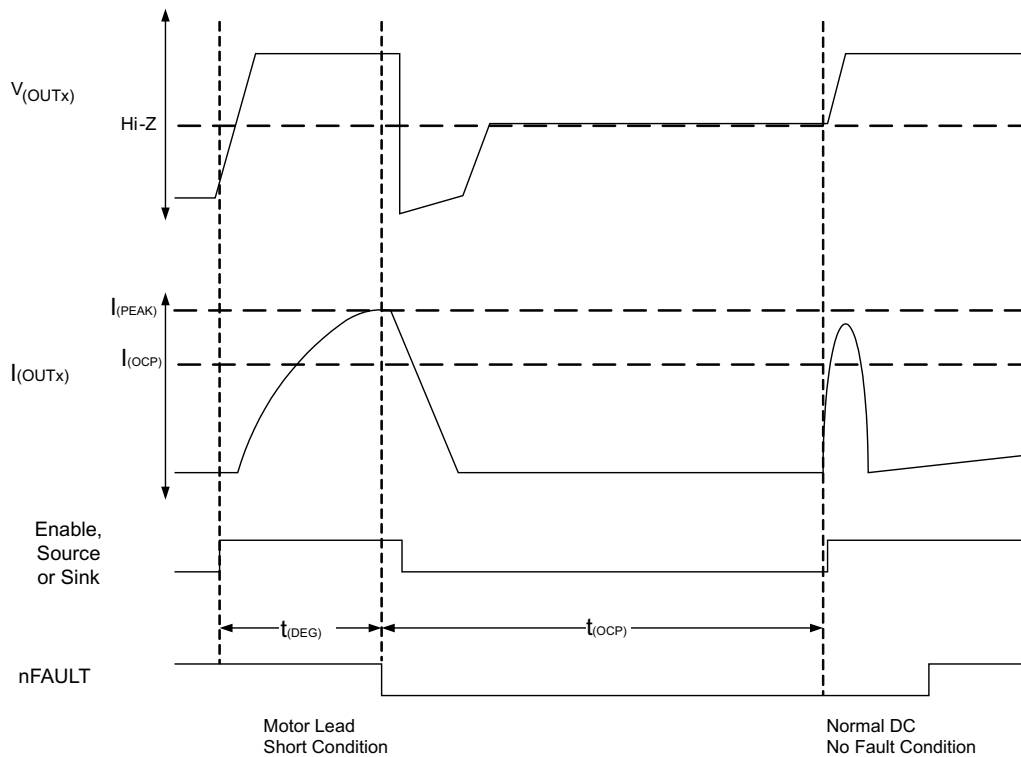 V(OUTx)
Hi-Z
I(PEAK)
I(OCP)
I(OUTx)
Enable,
Source
or Sink
t(DEG)
t(OCP)
nFAULT
Motor Lead
Short Condition
Normal DC
No Fault Condition